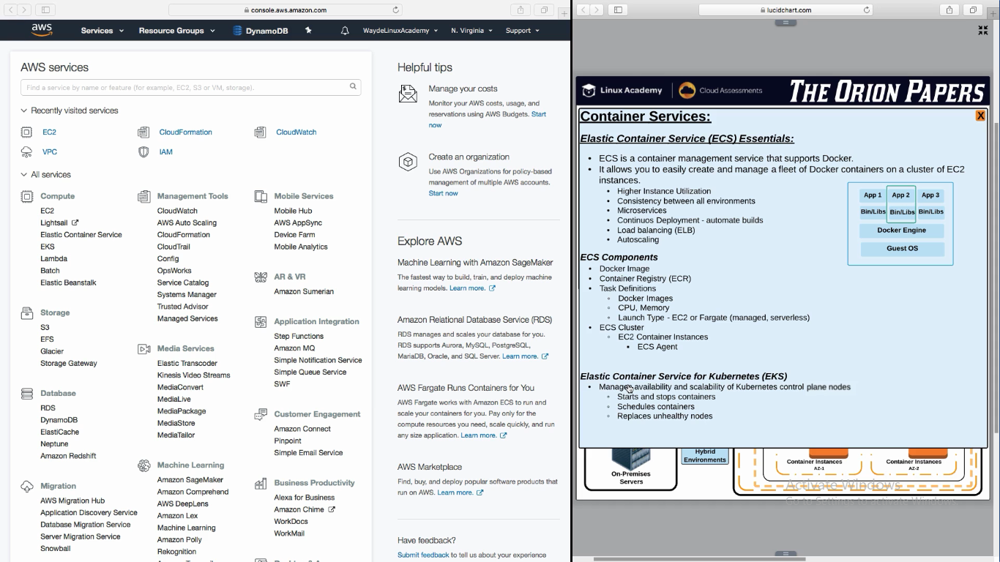 console.aws.amazon.com
aws
Services
Resource Groups
DynamoDB
WaydeLinuxAcademy
N. Virginia
Support
AWS services
Find a service by name or feature (for example, EC2, S3 or VM, storage).
Recently visited services
EC2
CloudFormation
CloudWatch
VPC
IAM
All services
Compute
EC2
Lightsail
Elastic Container Service
EKS
Lambda
Batch
Elastic Beanstalk
Storage
S3
EFS
Glacier
Storage Gateway
Database
RDS
DynamoDB
ElastiCache
Neptune
Amazon Redshift
Migration
AWS Migration Hub
Application Discovery Service
Database Migration Service
Server Migration Service
Snowball
Management Tools
CloudWatch
AWS Auto Scaling
CloudFormation
CloudTrail
Config
OpsWorks
Service Catalog
Systems Manager
Trusted Advisor
Managed Services
Media Services
Elastic Transcoder
Kinesis Video Streams
MediaConvert
MediaLive
MediaPackage
MediaStore
MediaTailor
Machine Learning
Amazon SageMaker
Amazon Comprehend
AWS DeepLens
Amazon Lex
Machine Learning
Amazon Polly
Rekognition
Mobile Services
Mobile Hub
AWS AppSync
Device Farm
Mobile Analytics
AR & VR
Amazon Sumerian
Application Integration
Step Functions
Amazon MQ
Simple Notification Service
Simple Queue Service
SWF
Customer Engagement
Amazon Connect
Pinpoint
Simple Email Service
Business Productivity
Alexa for Business
Amazon Chime
WorkDocs
WorkMail
Helpful tips
Manage your costs
Monitor your AWS costs, usage, and
reservations using AWS Budgets. Start
now
Create an organization
Use AWS Organizations for policy-based
management of multiple AWS accounts.
Start now
Explore AWS
Machine Learning with Amazon SageMaker
The fastest way to build, train, and deploy machine
learning models. Learn more.
Amazon Relational Database Service (RDS)
RDS manages and scales your database for you.
RDS supports Aurora, MySQL, PostgreSQL,
MariaDB, Oracle, and SQL Server. Learn more.
AWS Fargate Runs Containers for You
AWS Fargate works with Amazon ECS to run and
scale your containers for you. Pay only for the
compute resources you need, scale quickly, and run
any size application. Learn more.
AWS Marketplace
Find, buy, and deploy popular software products that
run on AWS. Learn more.
Have feedback?
Submit feedback to tell us about your experience
lucidchart.com
Linux Academy
Cloud Assessments
THE ORION PAPERS
Container Services:
X
Elastic Container Service (ECS) Essentials:
• ECS is a container management service that supports Docker.
• It allows you to easily create and manage a fleet of Docker containers on a cluster of EC2
instances.
• Higher Instance Utilization
• Consistency between all environments
• Microservices
• Continuos Deployment - automate builds
• Load balancing (ELB)
• Autoscaling
App 1 App 2 App 3
Bin/Libs Bin/Libs Bin/Libs
Docker Engine
Guest OS
ECS Components
• Docker Image
• Container Registry (ECR)
• Task Definitions
◦ Docker Images
◦ CPU, Memory
◦ Launch Type - EC2 or Fargate (managed, serverless)
• ECS Cluster
◦ EC2 Container Instances
▪ ECS Agent
Elastic Container Service for Kubernetes (EKS)
• Manages availability and scalability of Kubernetes control plane nodes
◦ Starts and stops containers
◦ Schedules containers
◦ Replaces unhealthy nodes
On-Premises
Servers
Hybrid
Environments
Container Instances
AZ-1
Container Instances
AZ-2
Activate Windows
Go to Settings to activate Windows.